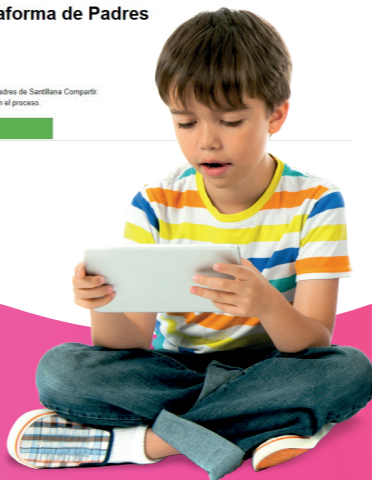 aforma de Padres
adres de Santillana Compartir.
n el proceso.